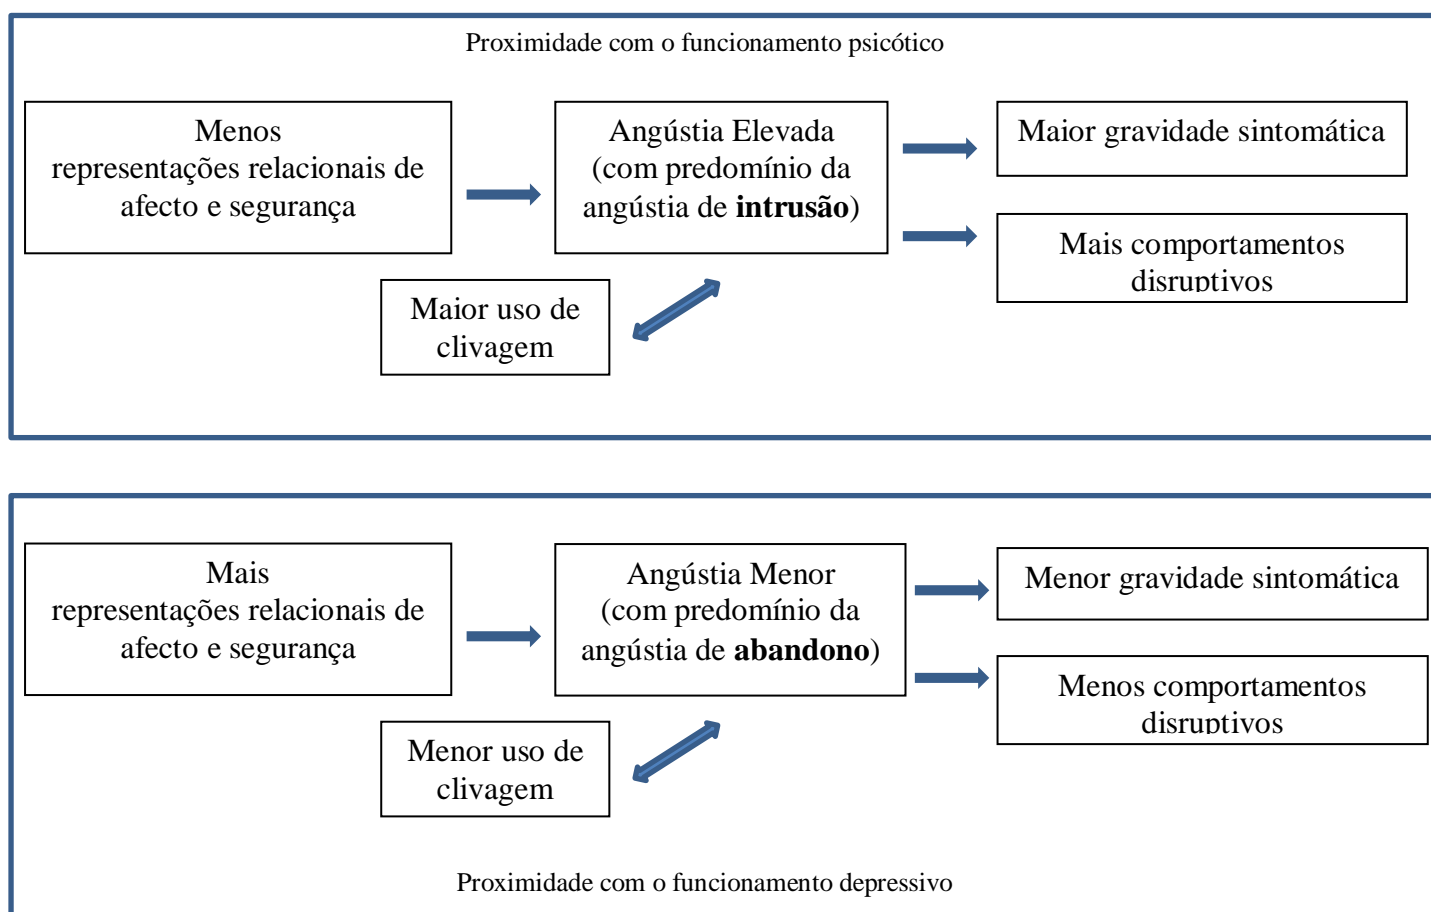 Proximidade com o funcionamento psicótico
Menos
representações relacionais de
afecto e segurança
Angústia Elevada
(com predomínio da
angústia de intrusão)
Maior gravidade sintomática
Mais comportamentos
disruptivos
Maior uso de
clivagem
Mais
representações relacionais de
afecto e segurança
Angústia Menor
(com predomínio da
angústia de abandono)
Menor gravidade sintomática
Menos comportamentos
disruptivos
Menor uso de
clivagem
Proximidade com o funcionamento depressivo